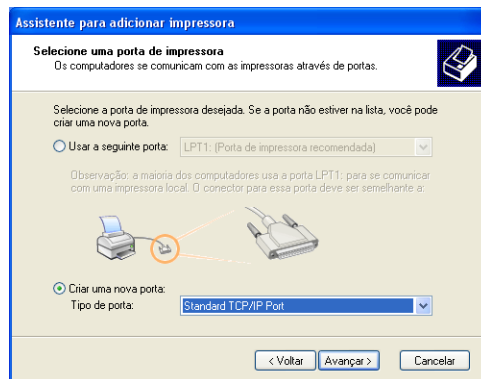 Assistente para adicionar impressora
Selecione uma porta de impressora
Os computadores se comunicam com as impressoras através de portas.
Selecione a porta de impressora desejada. Se a porta não estiver na lista, você pode
criar uma nova porta.
Usar a seguinte porta: LPT1: (Porta de impressora recomendada)
Observação: a maioria dos computadores usa a porta LPT1: para se comunicar
com uma impressora local. O conector para essa porta deve ser semelhante a:
Criar uma nova porta:
Tipo de porta: Standard TCP/IP Port
< Voltar Avançar > Cancelar